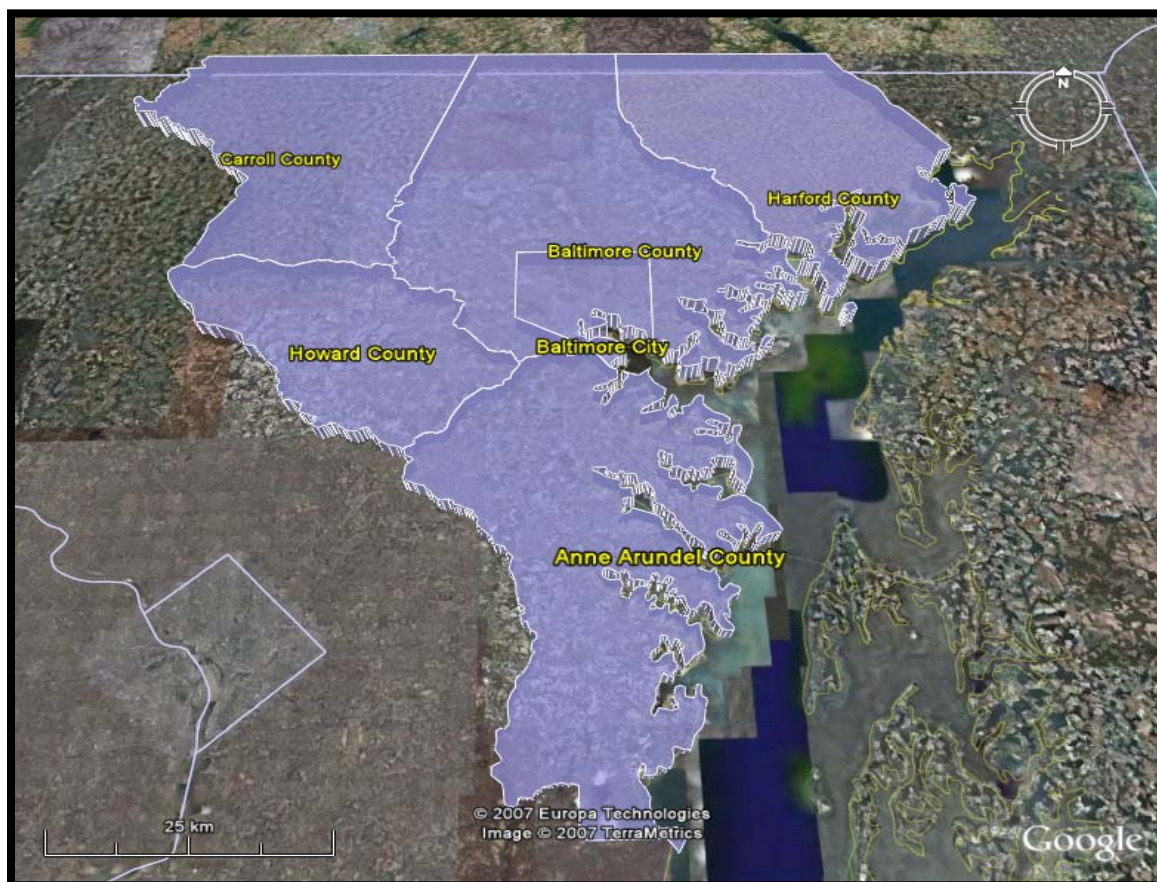 N
Carroll County
Harford County
Baltimore County
Baltimore City
Howard County
Anne Arundel County
© 2007 Europa Technologies
Image © 2007 TerraMetrics
25 km
Google